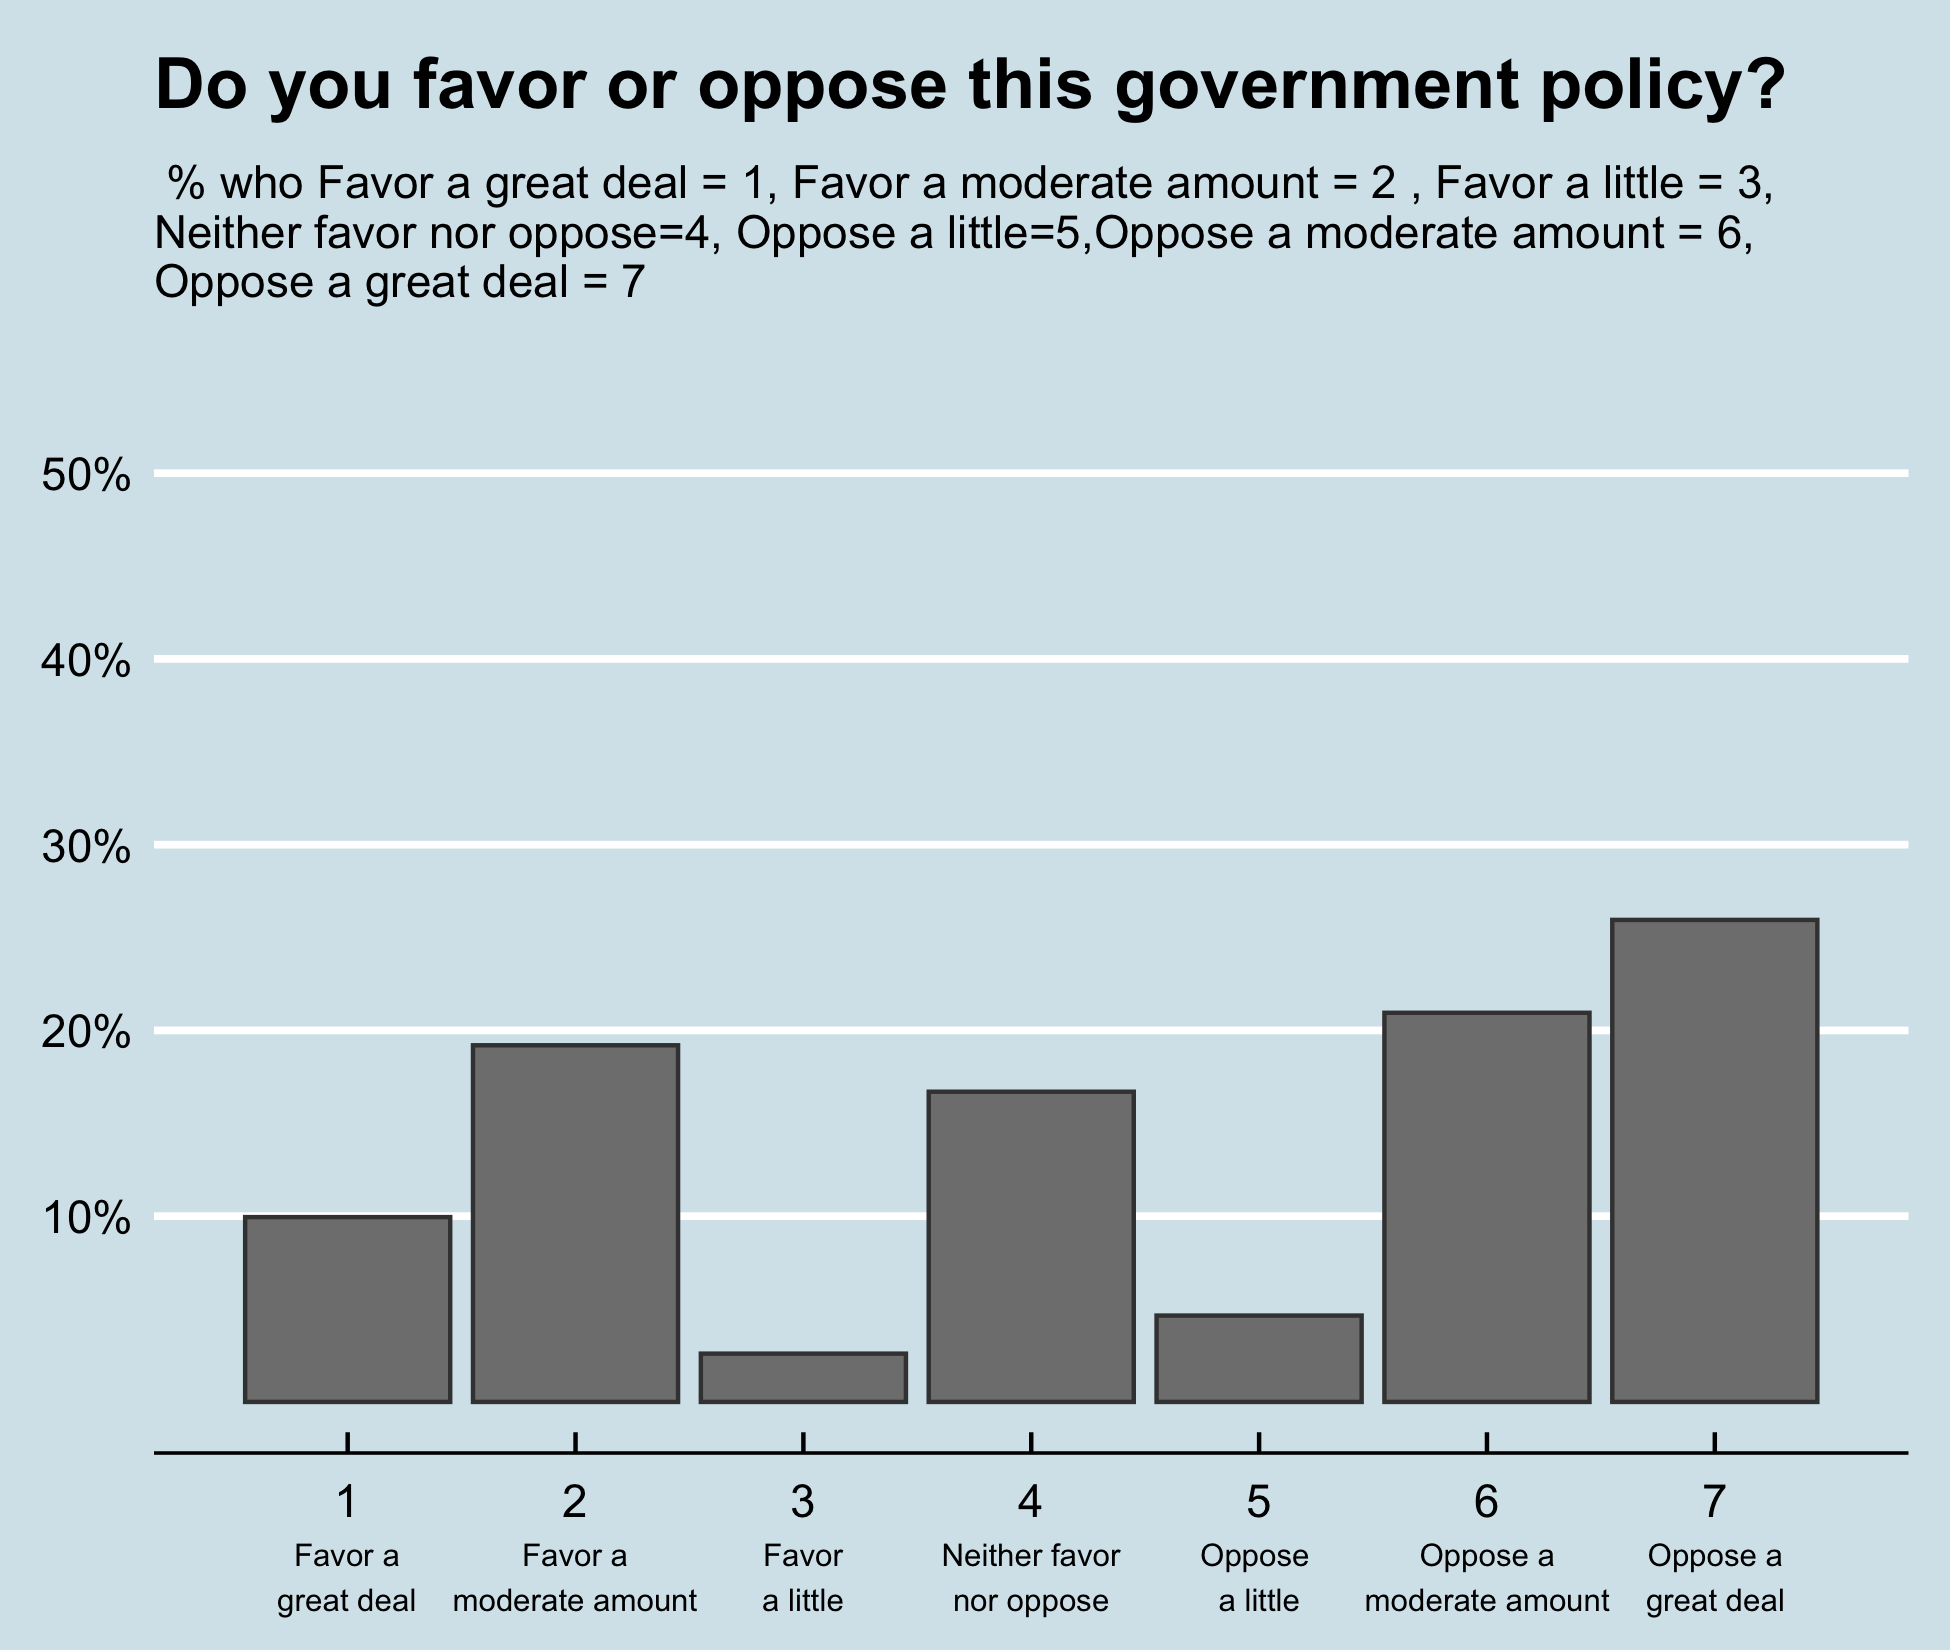 Do you favor or oppose this government policy?
% who Favor a great deal = 1, Favor a moderate amount = 2 , Favor a little = 3,
Neither favor nor oppose=4, Oppose a little=5,Oppose a moderate amount = 6,
Oppose a great deal = 7
50%
40%
30%
20%
10%
1 2 3 4 5 6 7
Favor a Favor a Favor Neither favor Oppose Oppose a Oppose a
great deal moderate amount a little nor oppose a little moderate amount great deal